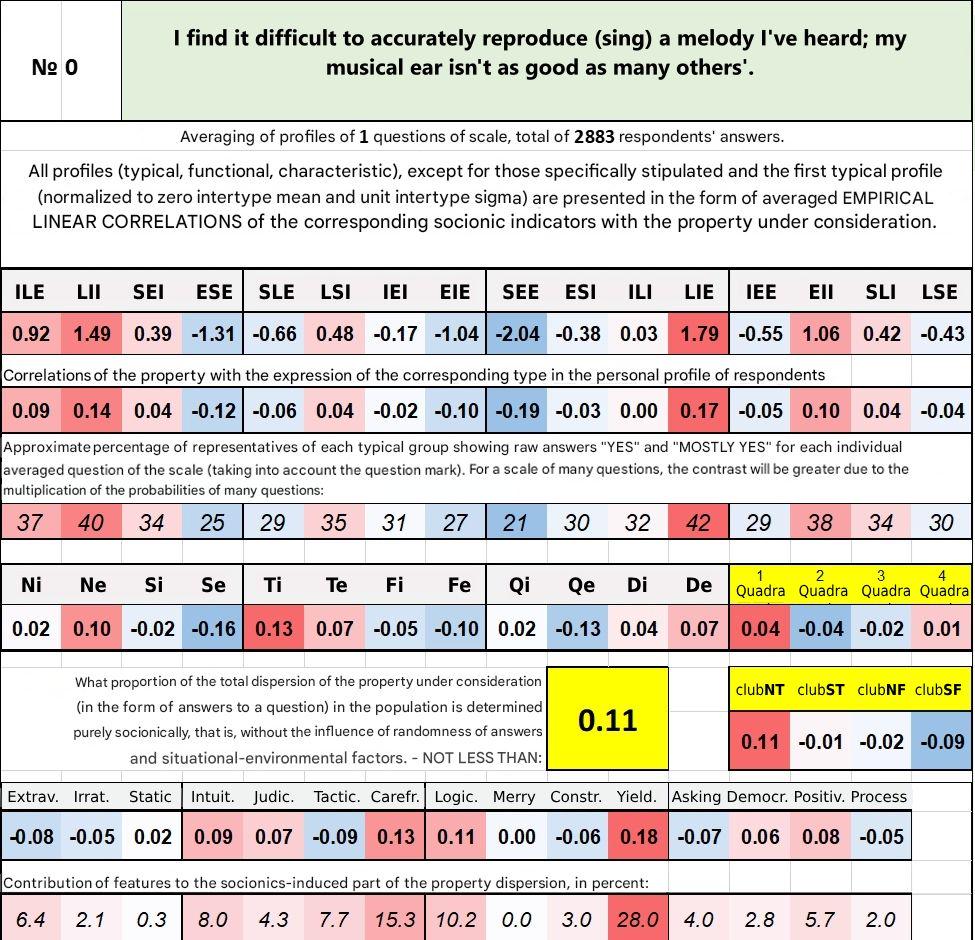 № 0
I find it difficult to accurately reproduce (sing) a melody I've heard; my
musical ear isn't as good as many others'.
Averaging of profiles of 1 questions of scale, total of 2883 respondents' answers.
All profiles (typical, functional, characteristic), except for those specifically stipulated and the first typical profile
(normalized to zero intertype mean and unit intertype sigma) are presented in the form of averaged EMPIRICAL
LINEAR CORRELATIONS of the corresponding socionic indicators with the property under consideration.
ILE LII SEI ESE SLE LSI IEI EIE SEE ESI ILI LIE IEE EII SLI LSE
0.92 1.49 0.39 -1.31 -0.66 0.48 -0.17 -1.04 -2.04 -0.38 0.03 1.79 -0.55 1.06 0.42 -0.43
Correlations of the property with the expression of the corresponding type in the personal profile of respondents
0.09 0.14 0.04 -0.12 -0.06 0.04 -0.02 -0.10 -0.19 -0.03 0.00 0.17 -0.05 0.10 0.04 -0.04
Approximate percentage of representatives of each typical group showing raw answers "YES" and "MOSTLY YES" for each individual
averaged question of the scale (taking into account the question mark). For a scale of many questions, the contrast will be greater due to the
multiplication of the probabilities of many questions:
37 40 34 25 29 35 31 27 21 30 32 42 29 38 34 30
Ni Ne Si Se Ti Te Fi Fe Qi Qe Di De 1 Quadra 2 Quadra 3 Quadra 4 Quadra
0.02 0.10 -0.02 -0.16 0.13 0.07 -0.05 -0.10 0.02 -0.13 0.04 0.07 0.04 -0.04 -0.02 0.01
What proportion of the total dispersion of the property under consideration
(in the form of answers to a question) in the population is determined
purely socionically, that is, without the influence of randomness of answers
and situational-environmental factors. - NOT LESS THAN:
0.11
clubNT clubST clubNF clubSF
0.11 -0.01 -0.02 -0.09
Extrav. Irrat. Static Intuit. Judic. Tactic. Carefr. Logic. Merry Constr. Yield. Asking Democr. Positiv. Process
-0.08 -0.05 0.02 0.09 0.07 -0.09 0.13 0.11 0.00 -0.06 0.18 -0.07 0.06 0.08 -0.05
Contribution of features to the socionics-induced part of the property dispersion, in percent:
6.4 2.1 0.3 8.0 4.3 7.7 15.3 10.2 0.0 3.0 28.0 4.0 2.8 5.7 2.0